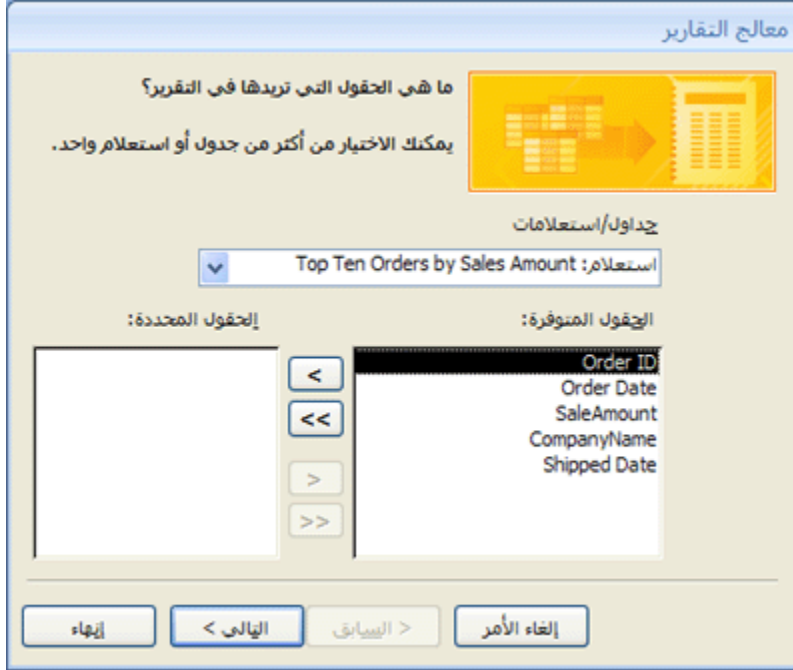 معالج التقارير
ما هي الحقول التي تريدها في التقرير؟
يمكنك الاختيار من أكثر من جدول أو استعلام واحد.
جداول/استعلامات
استعلام: Top Ten Orders by Sales Amount
الحقول المتوفرة:
الحقول المحددة:
Order ID
Order Date
SaleAmount
CompanyName
Shipped Date
<
<<
>
>>
إلغاء الأمر
< السابق
التالي >
إنهاء